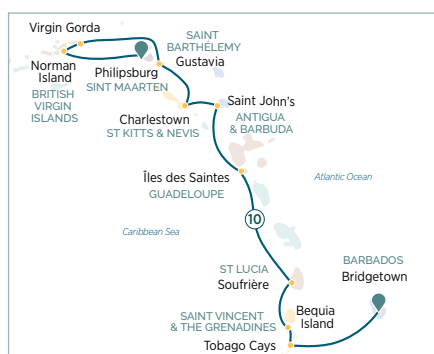 Virgin Gorda
SAINT
BARTHÉLEMY
Gustavia
Norman
Island
Philipsburg
SINT MAARTEN
BRITISH
VIRGIN
ISLANDS
Charlestown
ST KITTS & NEVIS
Saint John's
ANTIGUA
& BARBUDA
Îles des Saintes
GUADELOUPE
Atlantic Ocean
10
Caribbean Sea
ST LUCIA
Soufrière
BARBADOS
Bridgetown
SAINT VINCENT
& THE GRENADINES
Bequia
Island
Tobago Cays